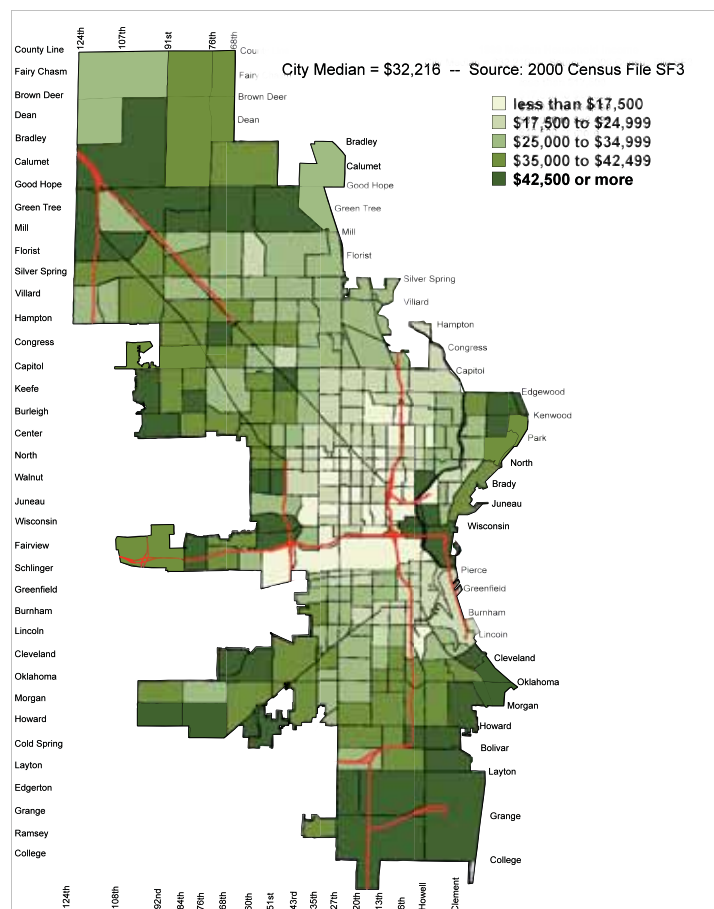 124th
107th
91st
76th
68th
County Line
Cou
Fairy Chasm
Fain
City Median = $32,216 -- Source: 2000 Census File SF3
Brown Deer
Brown Deer
less than $17,500
Dean
Dean
$17,500 to $24,999
Bradley
Bradley
$25,000 to $34,999
Calumet
Calumet
$35,000 to $42,499
Good Hope
Good Hope
$42,500 or more
Green Tree
Green Tree
Mill
Mill
Florist
Florist
Silver Spring
Silver Spring
Villard
Villard
Hampton
Hampton
Congress
Congress
Capitol
Capitol
Keefe
Edgewood
Burleigh
Kenwood
Center
Park
North
North
Walnut
Brady
Juneau
Juneau
Wisconsin
Wisconsin
Fairview
Schlinger
Pierce
Greenfield
Greenfield
Burnham
Burnham
Lincoln
Lincoln
Cleveland
Cleveland
Oklahoma
Oklahoma
Morgan
Morgan
Howard
Howard
Cold Spring
Bolivar
Layton
Layton
Edgerton
Grange
Grange
Ramsey
College
College
124th
108th
92nd
84th
76th
68th
60th
51st
43rd
35th
27th
20th
13th
6th
Howell
Clement